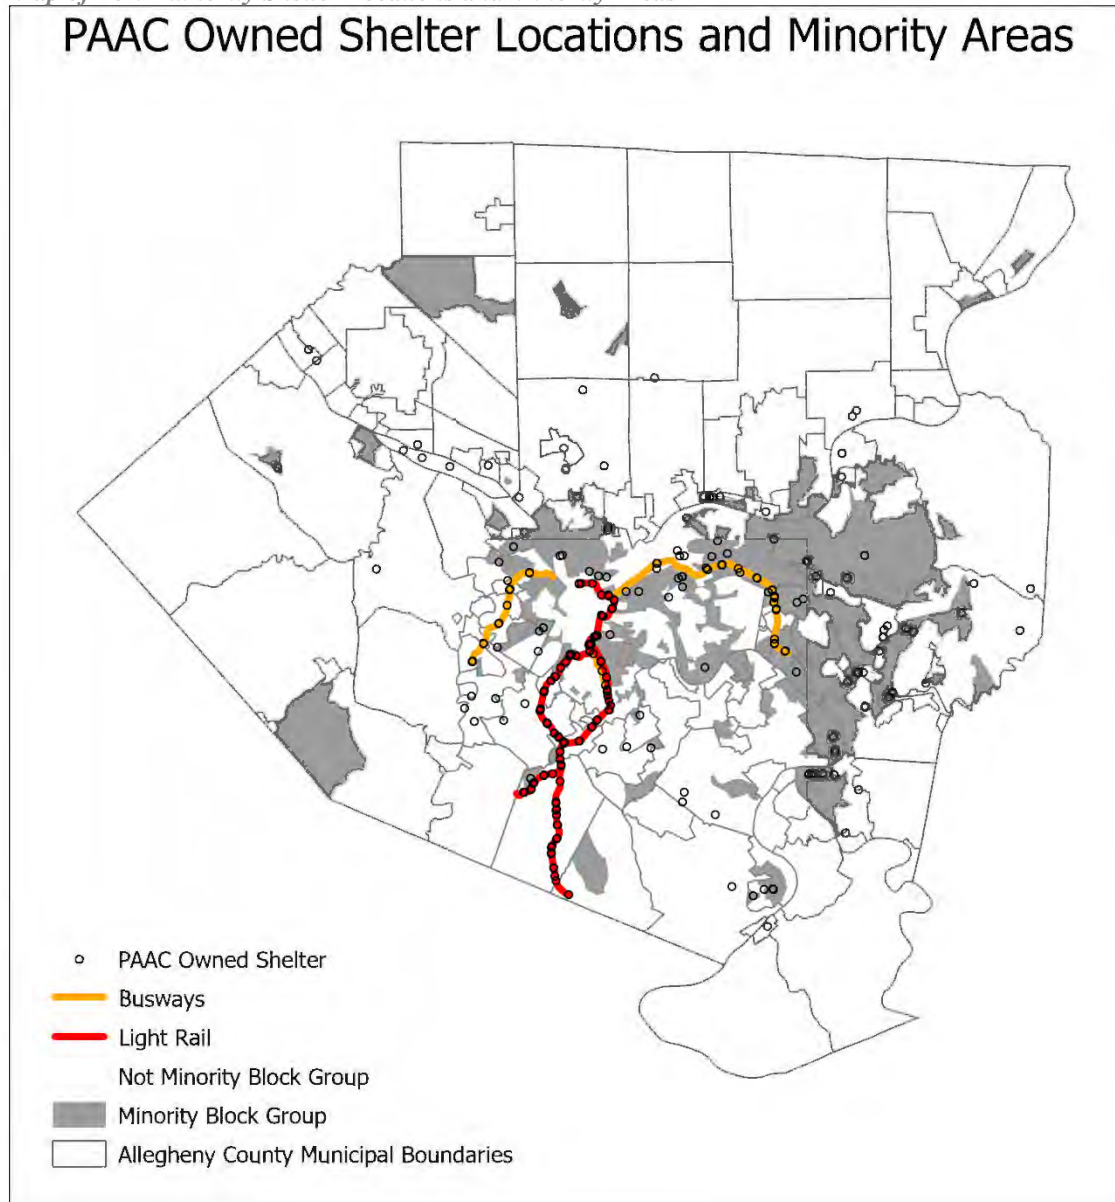 PAAC Owned Shelter Locations and Minority Areas
PAAC Owned Shelter
Busways
Light Rail
Not Minority Block Group
Minority Block Group
Allegheny County Municipal Boundaries